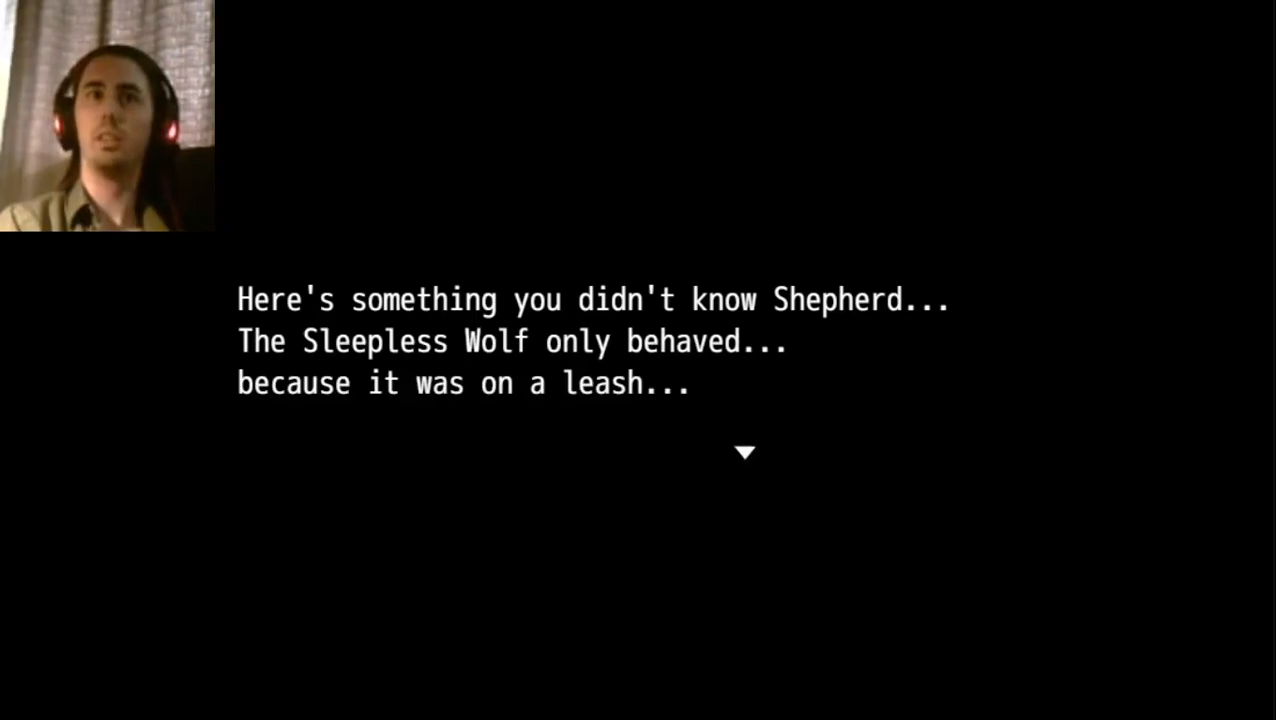 Here's something you didn't know Shepherd...
The Sleepless Wolf only behaved...
because it was on a leash...